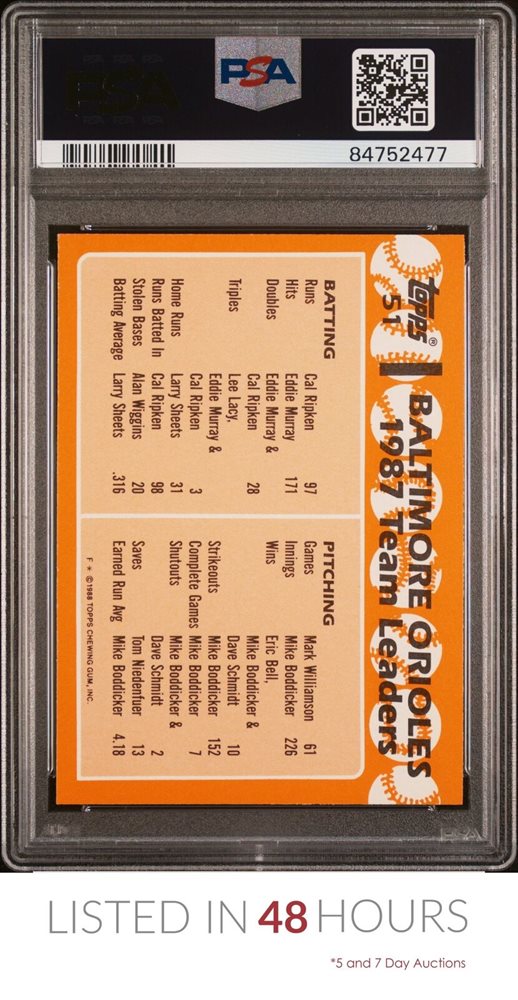 PSA
84752477
topps®
51
BALTIMORE ORIOLES
1987 Team Leaders
BATTING
Runs Cal Ripken 97
Hits Eddie Murray 171
Doubles Eddie Murray &
Cal Ripken 28
Triples Lee Lacy,
Eddie Murray &
Cal Ripken 3
Home Runs Larry Sheets 31
Runs Batted In Cal Ripken 98
Stolen Bases Alan Wiggins 20
Batting Average Larry Sheets .316
PITCHING
Games Mark Williamson 61
Innings Mike Boddicker 226
Wins Eric Bell,
Mike Boddicker &
Dave Schmidt 10
Strikeouts Mike Boddicker 152
Complete Games Mike Boddicker 7
Shutouts Mike Boddicker &
Dave Schmidt 2
Saves Tom Niedenfuer 13
Earned Run Avg Mike Boddicker 4.18
F * © 1988 TOPPS CHEWING GUM, INC.
LISTED IN 48 HOURS
*5 and 7 Day Auctions